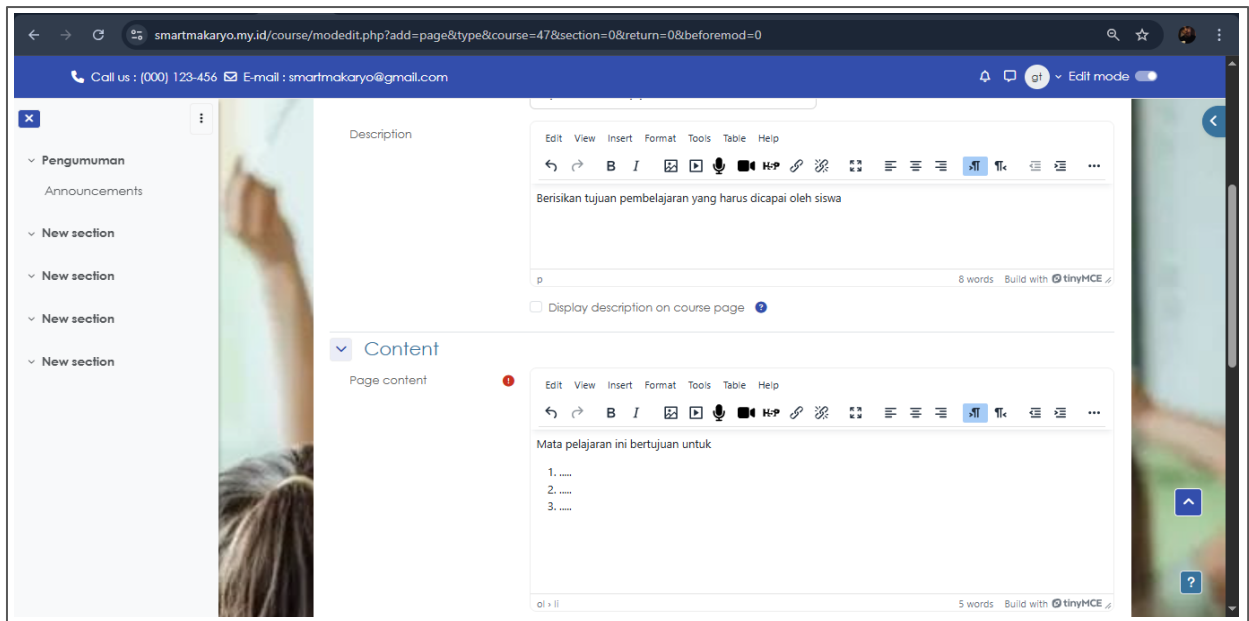 smartmakaryo.my.id/course/modedit.php?add=page&type&course=47&section=0&return=0&beforemod=0
Call us : (000) 123-456 E-mail : smartmakaryo@gmail.com
gt Edit mode
Pengumuman
Announcements
New section
New section
New section
New section
Description
Edit View Insert Format Tools Table Help
B I H-P
Berisikan tujuan pembelajaran yang harus dicapai oleh siswa
p 8 words Build with tinyMCE
Display description on course page ?
Content
Page content
Edit View Insert Format Tools Table Help
B I H-P
Mata pelajaran ini bertujuan untuk
1. .....
2. .....
3. .....
ol › li 5 words Build with tinyMCE
?